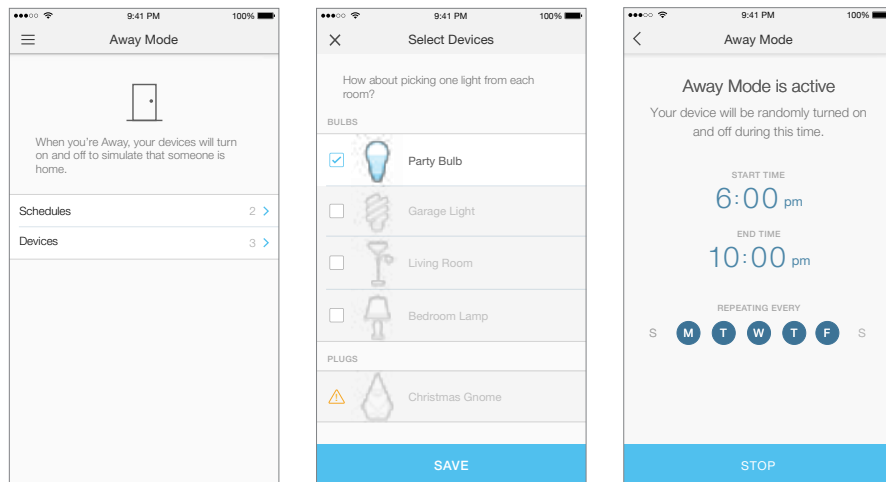 9:41 PM
100%
Away Mode
When you're Away, your devices will turn
on and off to simulate that someone is
home.
Schedules 2
Devices 3
9:41 PM
100%
Select Devices
How about picking one light from each
room?
BULBS
Party Bulb
Garage Light
Living Room
Bedroom Lamp
PLUGS
Christmas Gnome
SAVE
9:41 PM
100%
Away Mode
Away Mode is active
Your device will be randomly turned on
and off during this time.
START TIME
6:00 pm
END TIME
10:00 pm
REPEATING EVERY
S M T W T F S
STOP